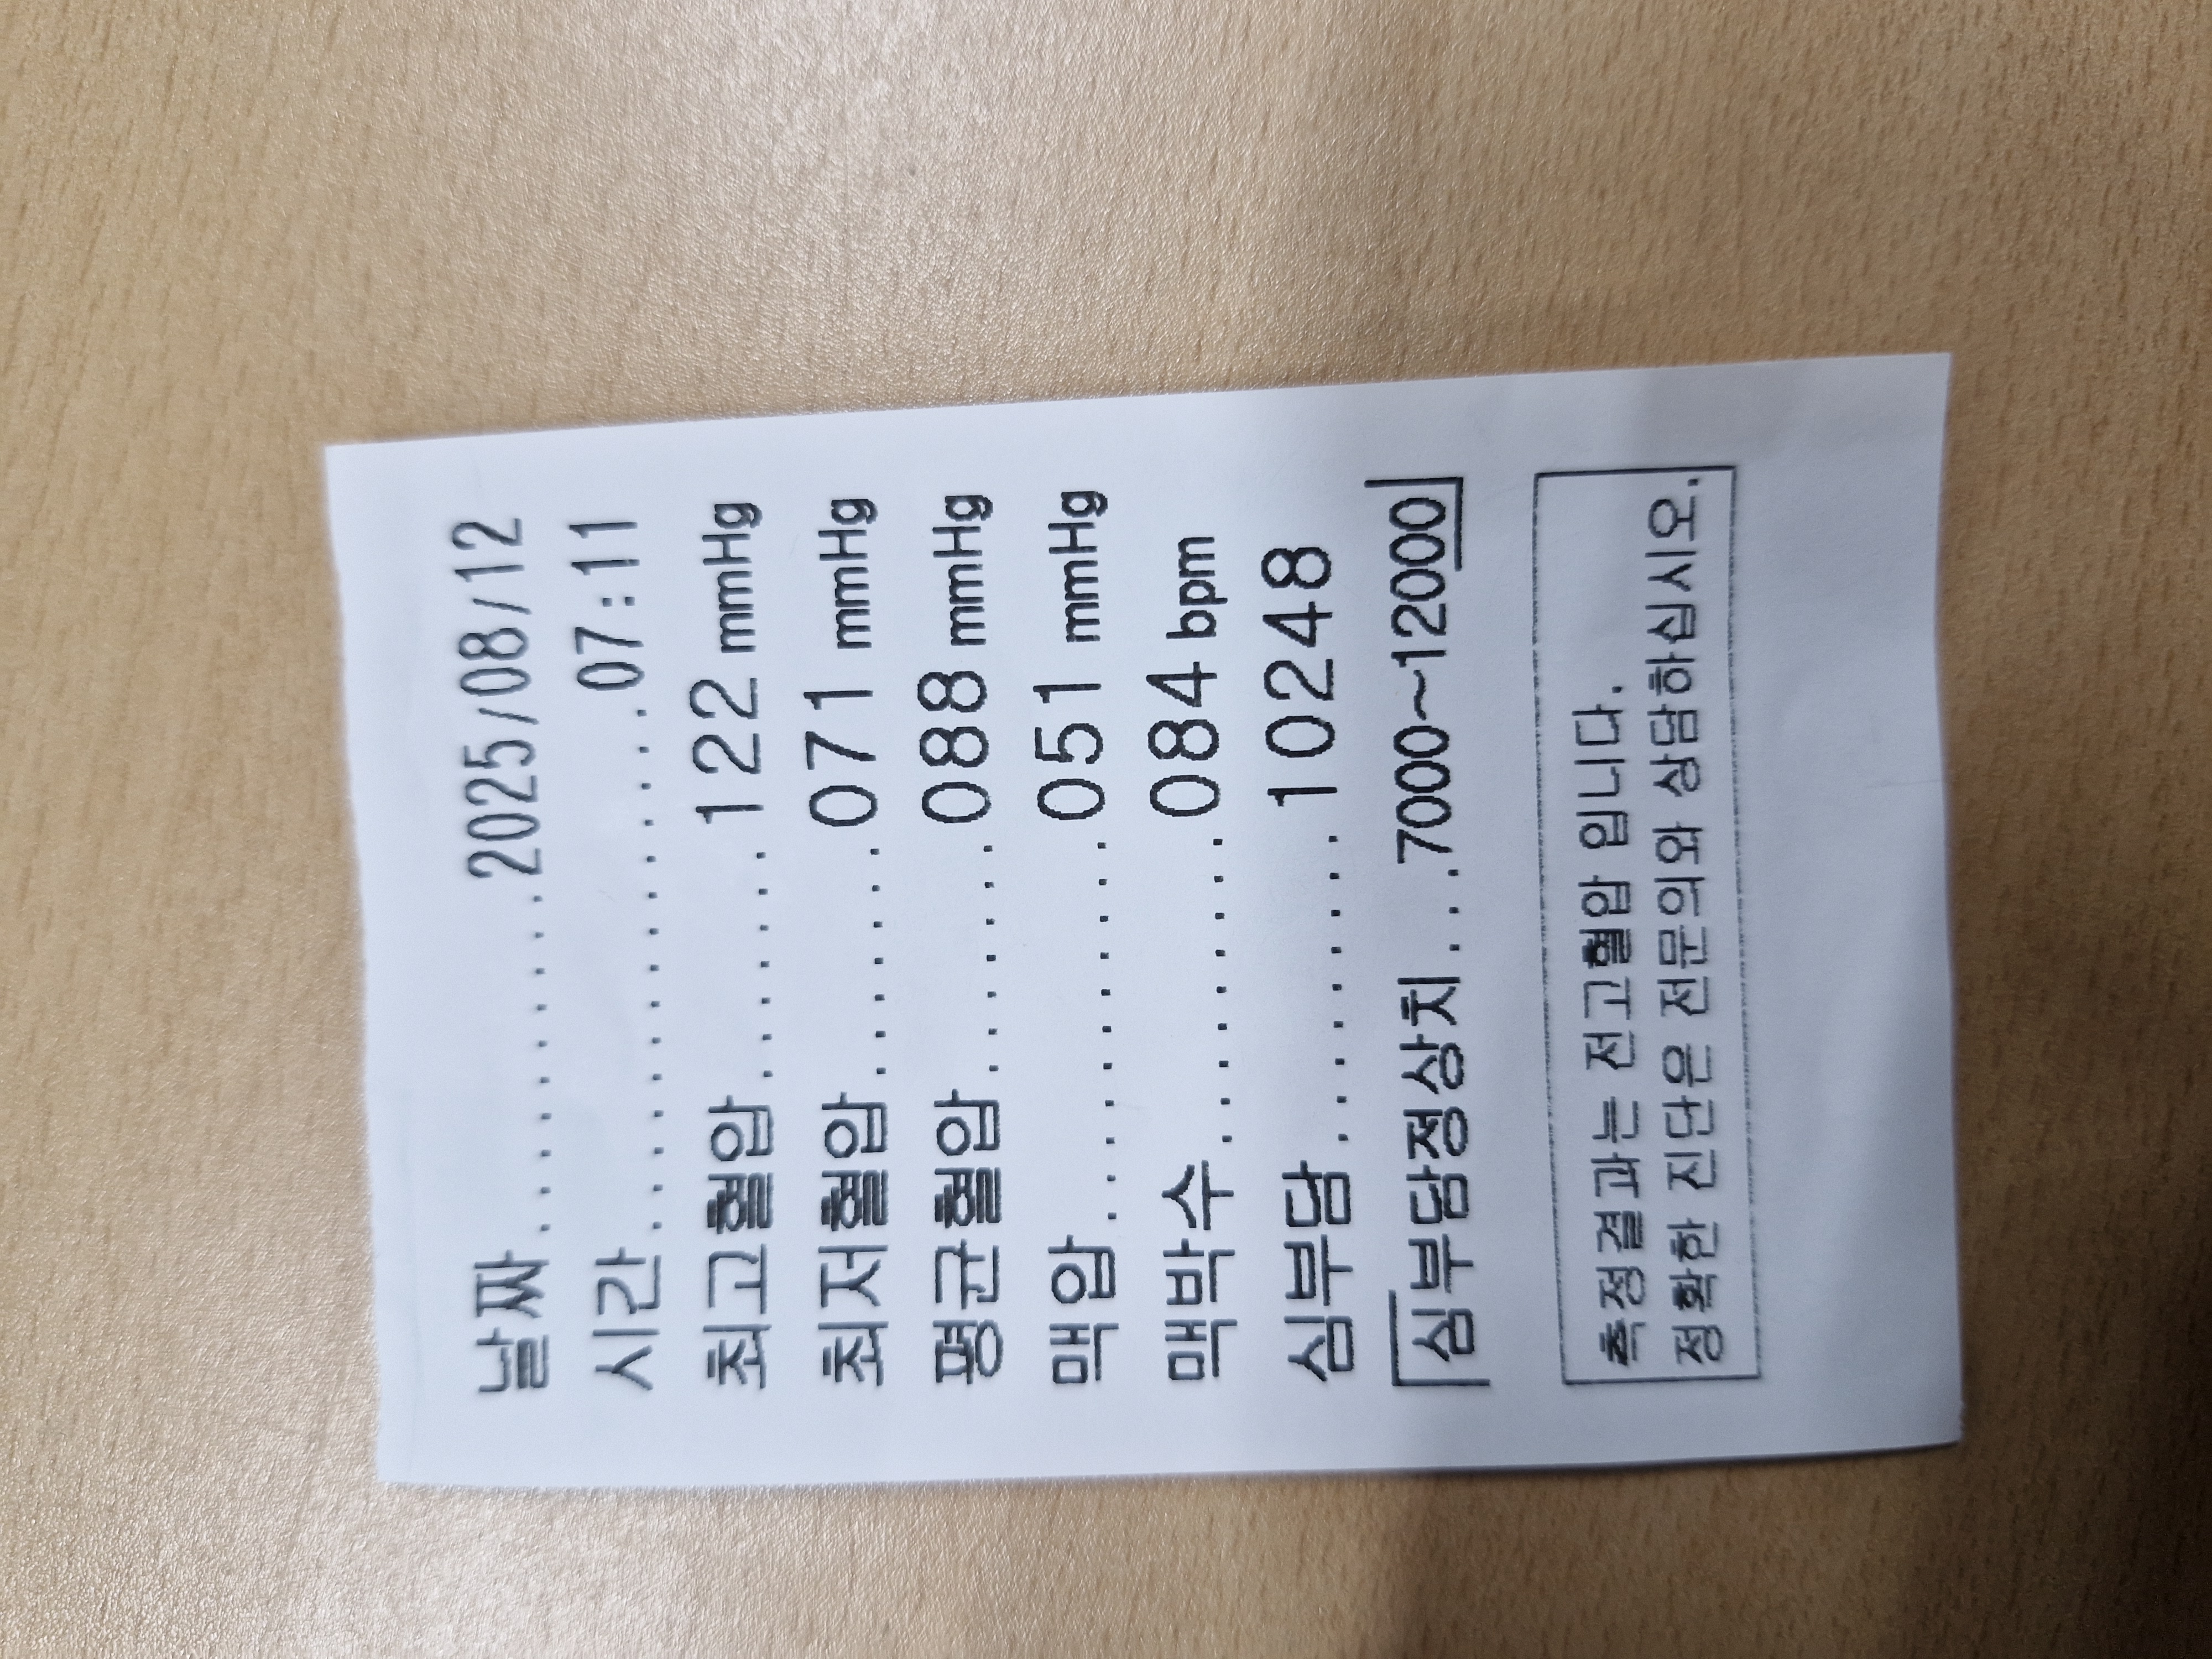 날짜............2025/08/12
시간................07:11
최고혈압.......122 mmHg
최저혈압.......071 mmHg
평균혈압.......088 mmHg
맥압...........051 mmHg
맥박수.........084 bpm
심부담.........10248
심부담정상치...7000~12000
측정결과는 전고혈압 입니다.
정확한 진단은 전문의와 상담하십시오.